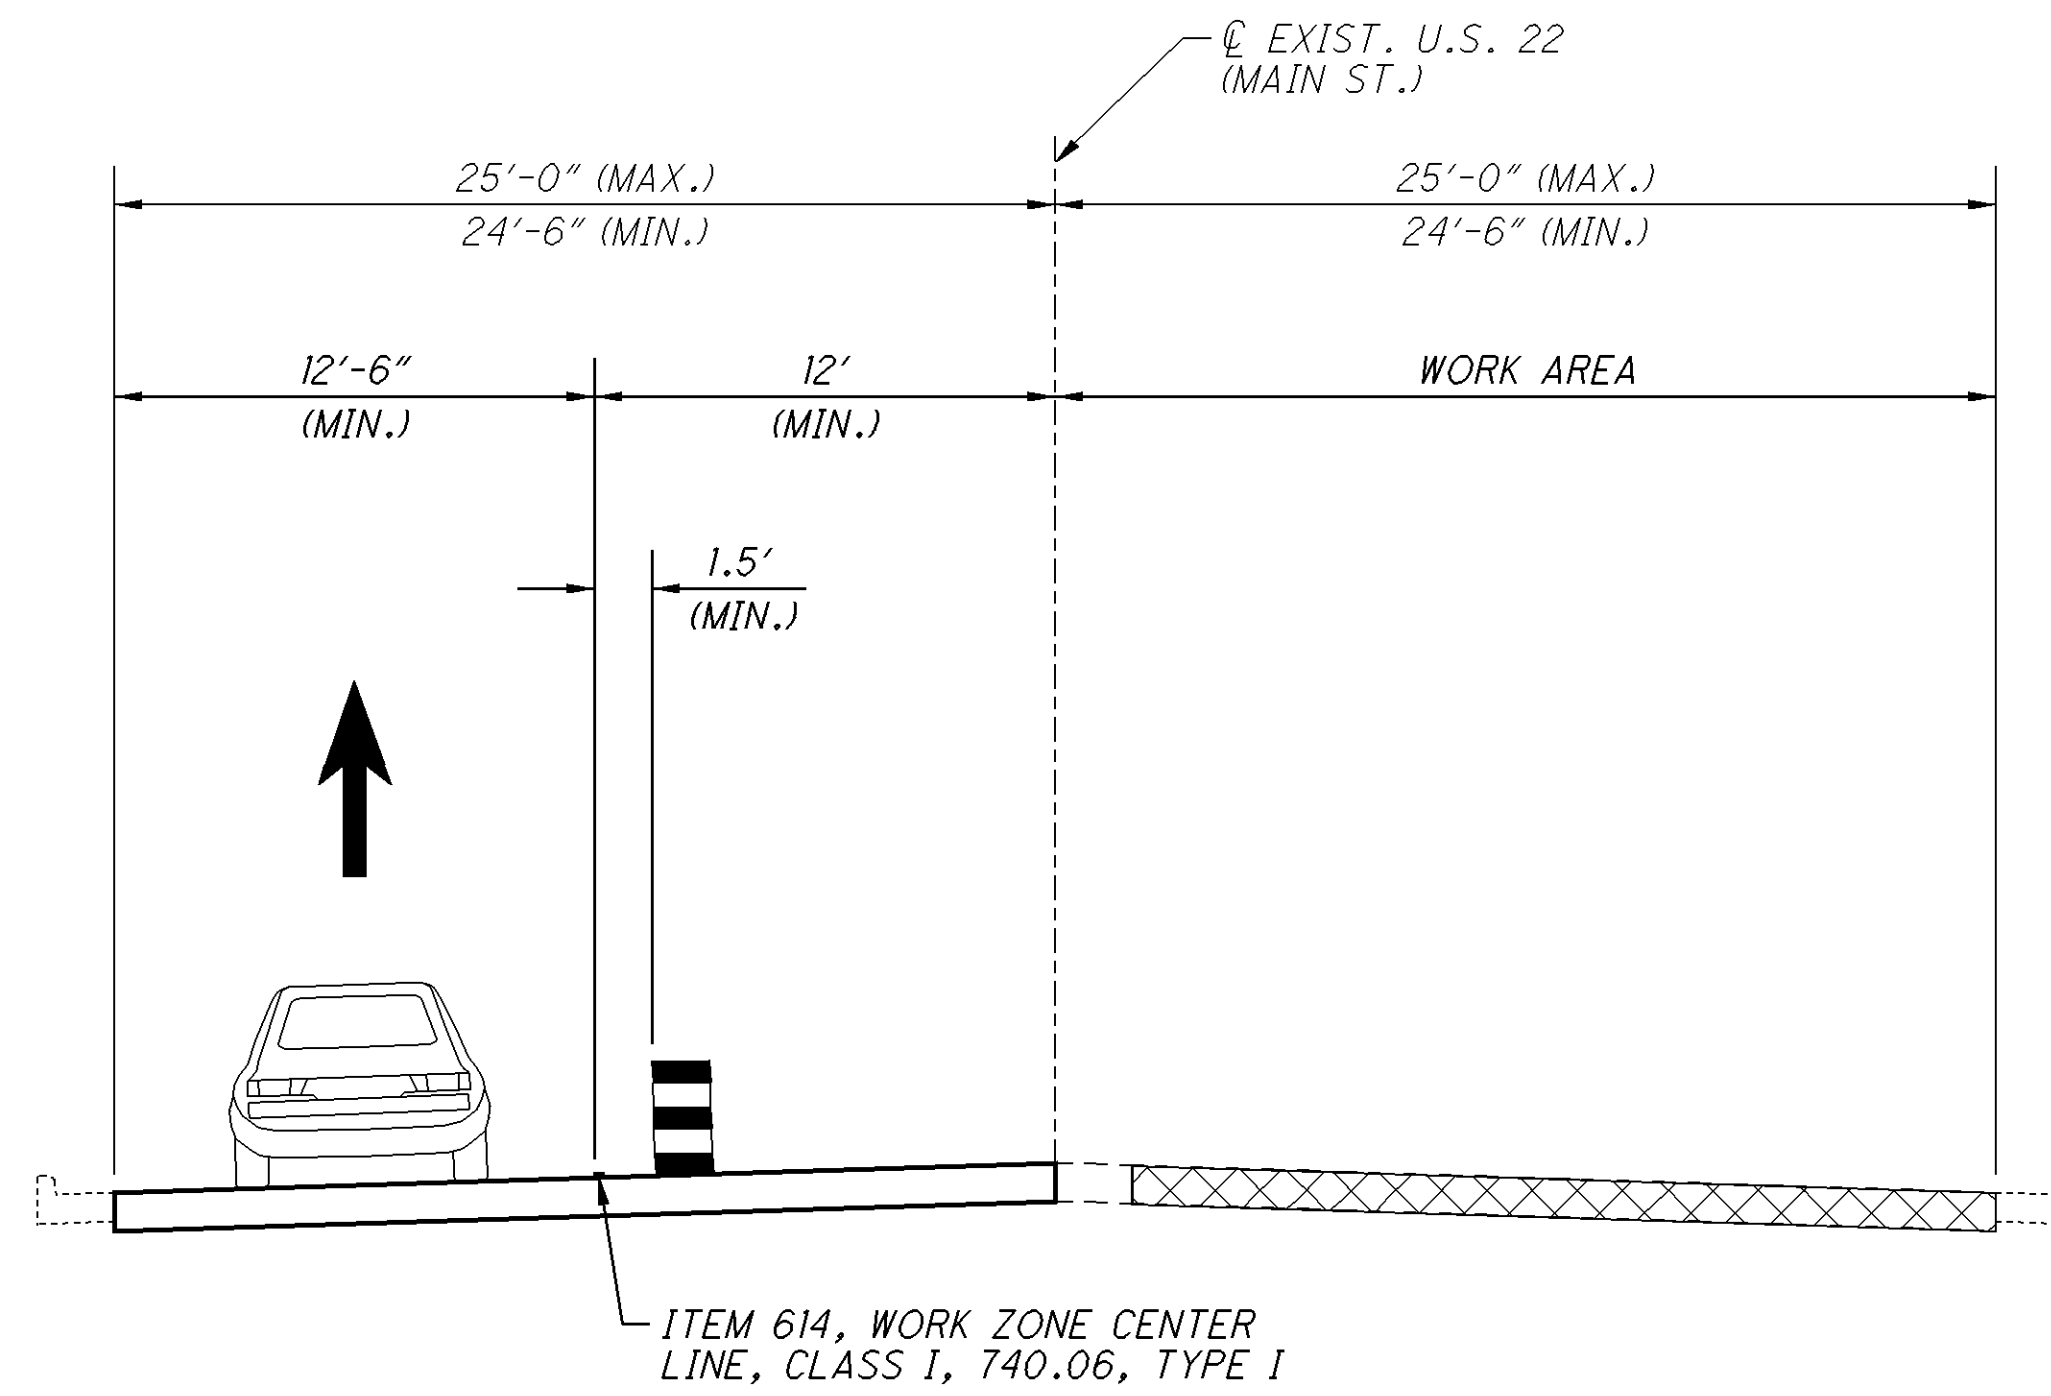 ℄ EXIST. U.S. 22
(MAIN ST.)
25'-0" (MAX.)
24'-6" (MIN.)
25'-0" (MAX.)
24'-6" (MIN.)
12'-6"
(MIN.)
12'
(MIN.)
WORK AREA
1.5'
(MIN.)
ITEM 614, WORK ZONE CENTER
LINE, CLASS I, 740.06, TYPE I